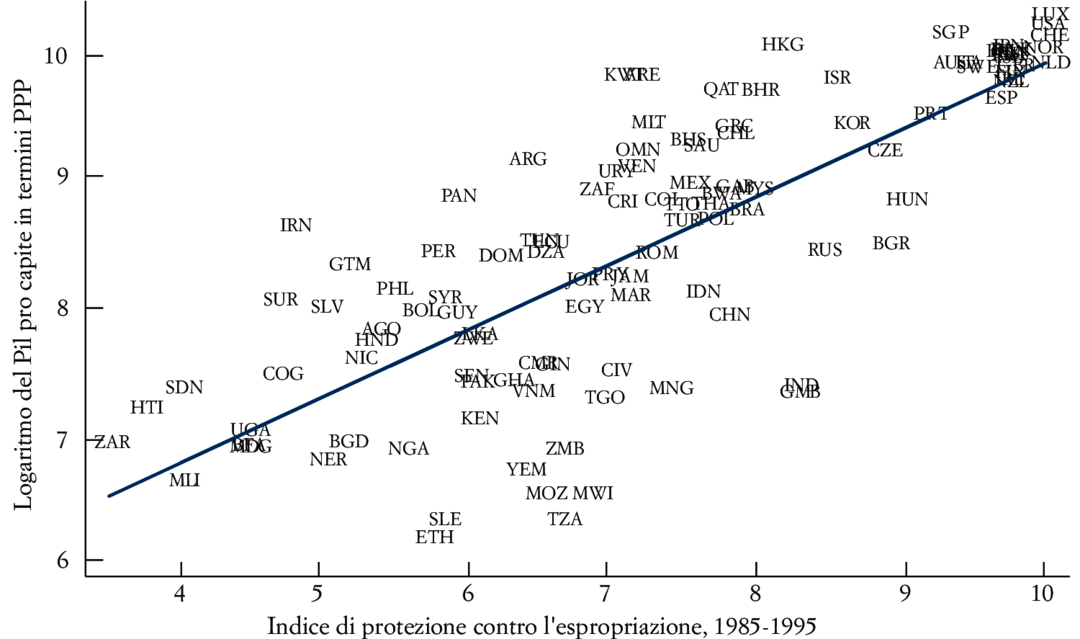 Logaritmo del Pil pro capite in termini PPP
10
9
8
7
6
LUX
USA
SGP
CHE
HKG
NOR
NLD
KWT ARE
ISR
QAT BHR
NZL
ESP
PRT
MLT
GRC
KOR
CHL
BHS
SAU
OMN
CZE
ARG
VEN
URY
MEX
GAB
MYS
ZAF
BWA
PAN
CRI
COL
TTO
THA
HUN
BRA
TUR
POL
IRN
TUN
ECU
BGR
PER
DZA
ROM
RUS
DOM
GTM
PRY
JAM
JOR
PHL
IDN
SUR
SYR
MAR
SLV
BOL
GUY
EGY
CHN
AGO
LKA
HND
ZWE
NIC
CMR
GIN
COG
SEN
CIV
PAK
GHA
SDN
VNM
MNG
IND
GMB
HTI
TGO
KEN
UGA
ZAR
BGD
MDG
NGA
ZMB
NER
YEM
MLI
MOZ MWI
SLE
TZA
ETH
4 5 6 7 8 9 10
Indice di protezione contro l'espropriazione, 1985-1995